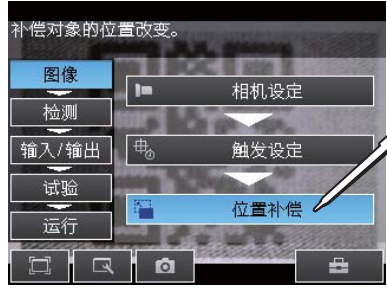 补偿对象的位置改变。
图像
相机设定
检测
输入/输出
触发设定
试验
位置补偿
运行